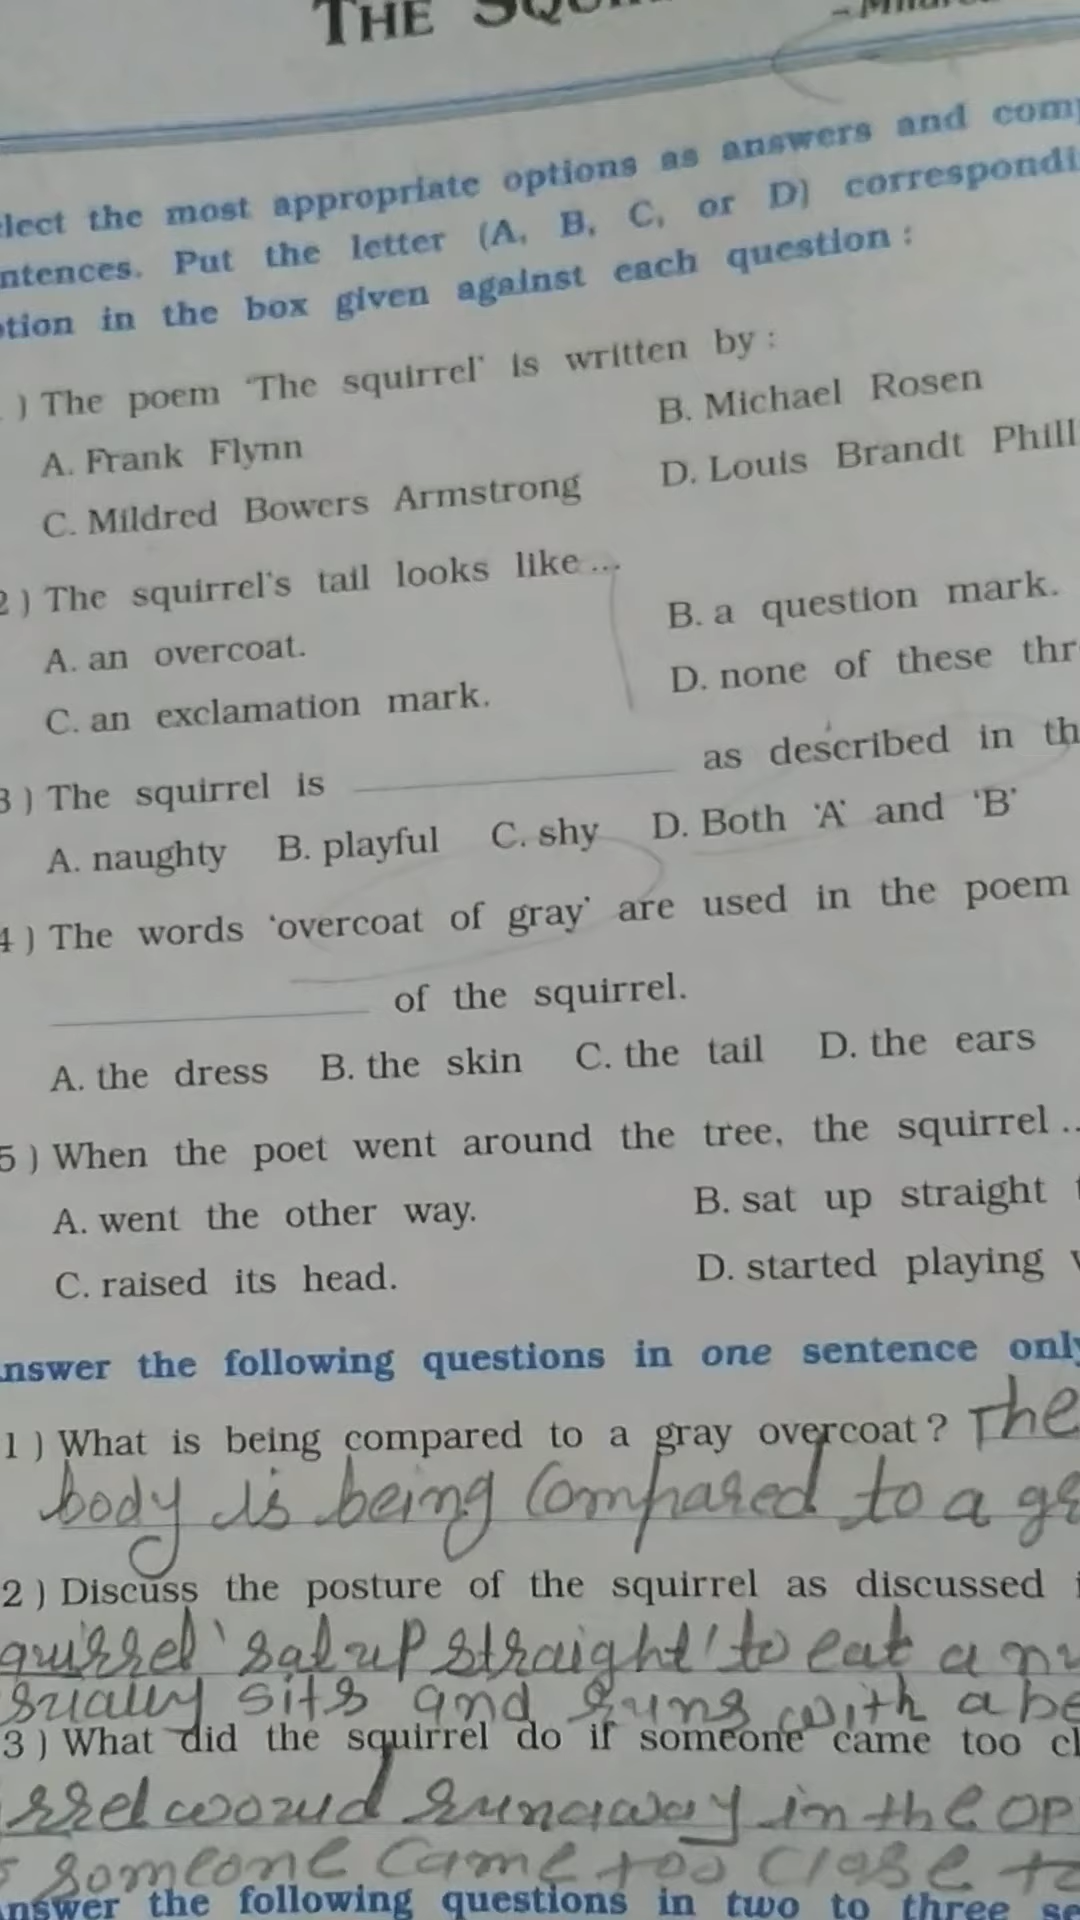 THE
elect the most appropriate options as answers and
ntences. Put the letter (A, B, C, or D)
ption in the box given against each question :
) The poem 'The squirrel' is written by :
A. Frank Flynn B. Michael Rosen
C. Mildred Bowers Armstrong D. Louis Brandt Phill
2 ) The squirrel's tail looks like ...
A. an overcoat. B. a question mark.
C. an exclamation mark. D. none of these
3 ) The squirrel is ____ as described in
A. naughty B. playful C. shy D. Both 'A' and 'B'
4 ) The words 'overcoat of gray' are used in the poem
____ of the squirrel.
A. the dress B. the skin C. the tail D. the ears
5 ) When the poet went around the tree, the squirrel ..
A. went the other way. B. sat up straight
C. raised its head. D. started playing
nswer the following questions in one sentence only
1 ) What is being compared to a gray overcoat? The
body is being Compared to a
2 ) Discuss the posture of the squirrel as discussed
quirrel 'sat up straight' to eat a
sits and runs with a
3 ) What did the squirrel do if someone came too
runaway in the
someone came too close
nswer the following questions in two to three